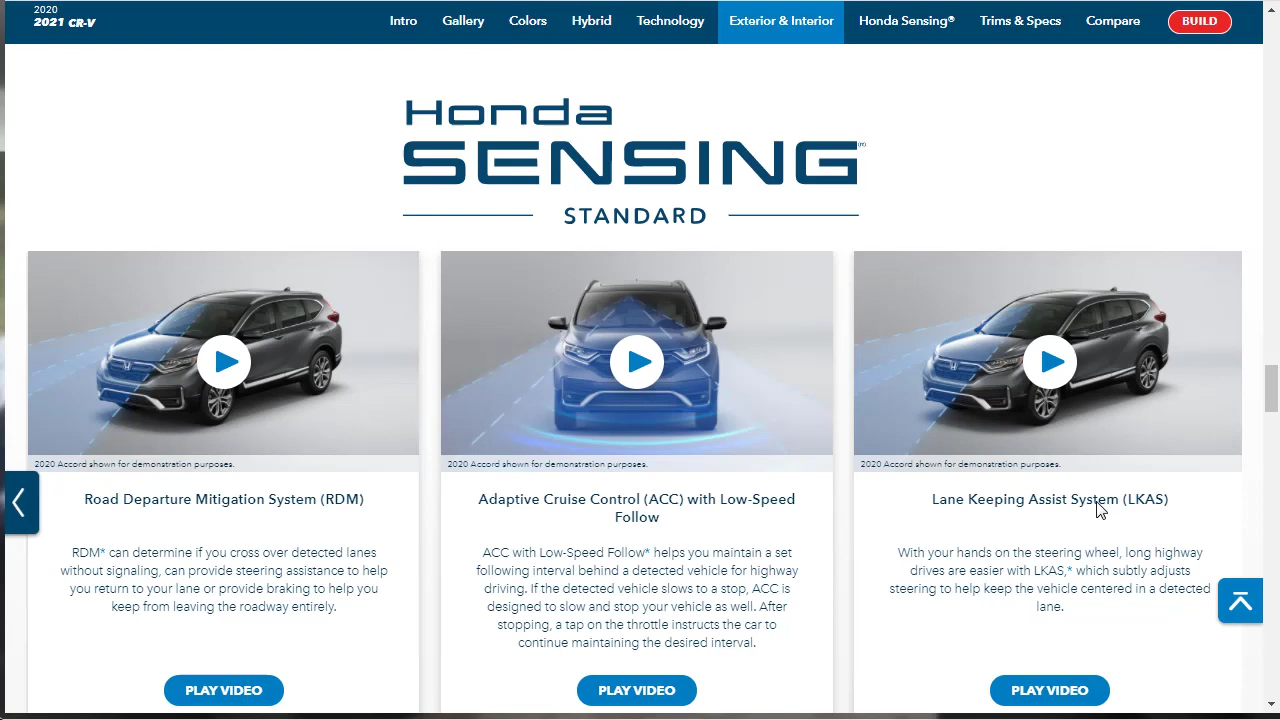 2020
2021 CR-V
Intro
Gallery
Colors
Hybrid
Technology
Exterior & Interior
Honda Sensing®
Trims & Specs
Compare
BUILD
Honda
SENSING
STANDARD
2020 Accord shown for demonstration purposes.
Road Departure Mitigation System (RDM)
RDM* can determine if you cross over detected lanes
without signaling, can provide steering assistance to help
you return to your lane or provide braking to help you
keep from leaving the roadway entirely.
PLAY VIDEO
2020 Accord shown for demonstration purposes.
Adaptive Cruise Control (ACC) with Low-Speed
Follow
ACC with Low-Speed Follow* helps you maintain a set
following interval behind a detected vehicle for highway
driving. If the detected vehicle slows to a stop, ACC is
designed to slow and stop your vehicle as well. After
stopping, a tap on the throttle instructs the car to
continue maintaining the desired interval.
PLAY VIDEO
2020 Accord shown for demonstration purposes.
Lane Keeping Assist System (LKAS)
With your hands on the steering wheel, long highway
drives are easier with LKAS,* which subtly adjusts
steering to help keep the vehicle centered in a detected
lane.
PLAY VIDEO